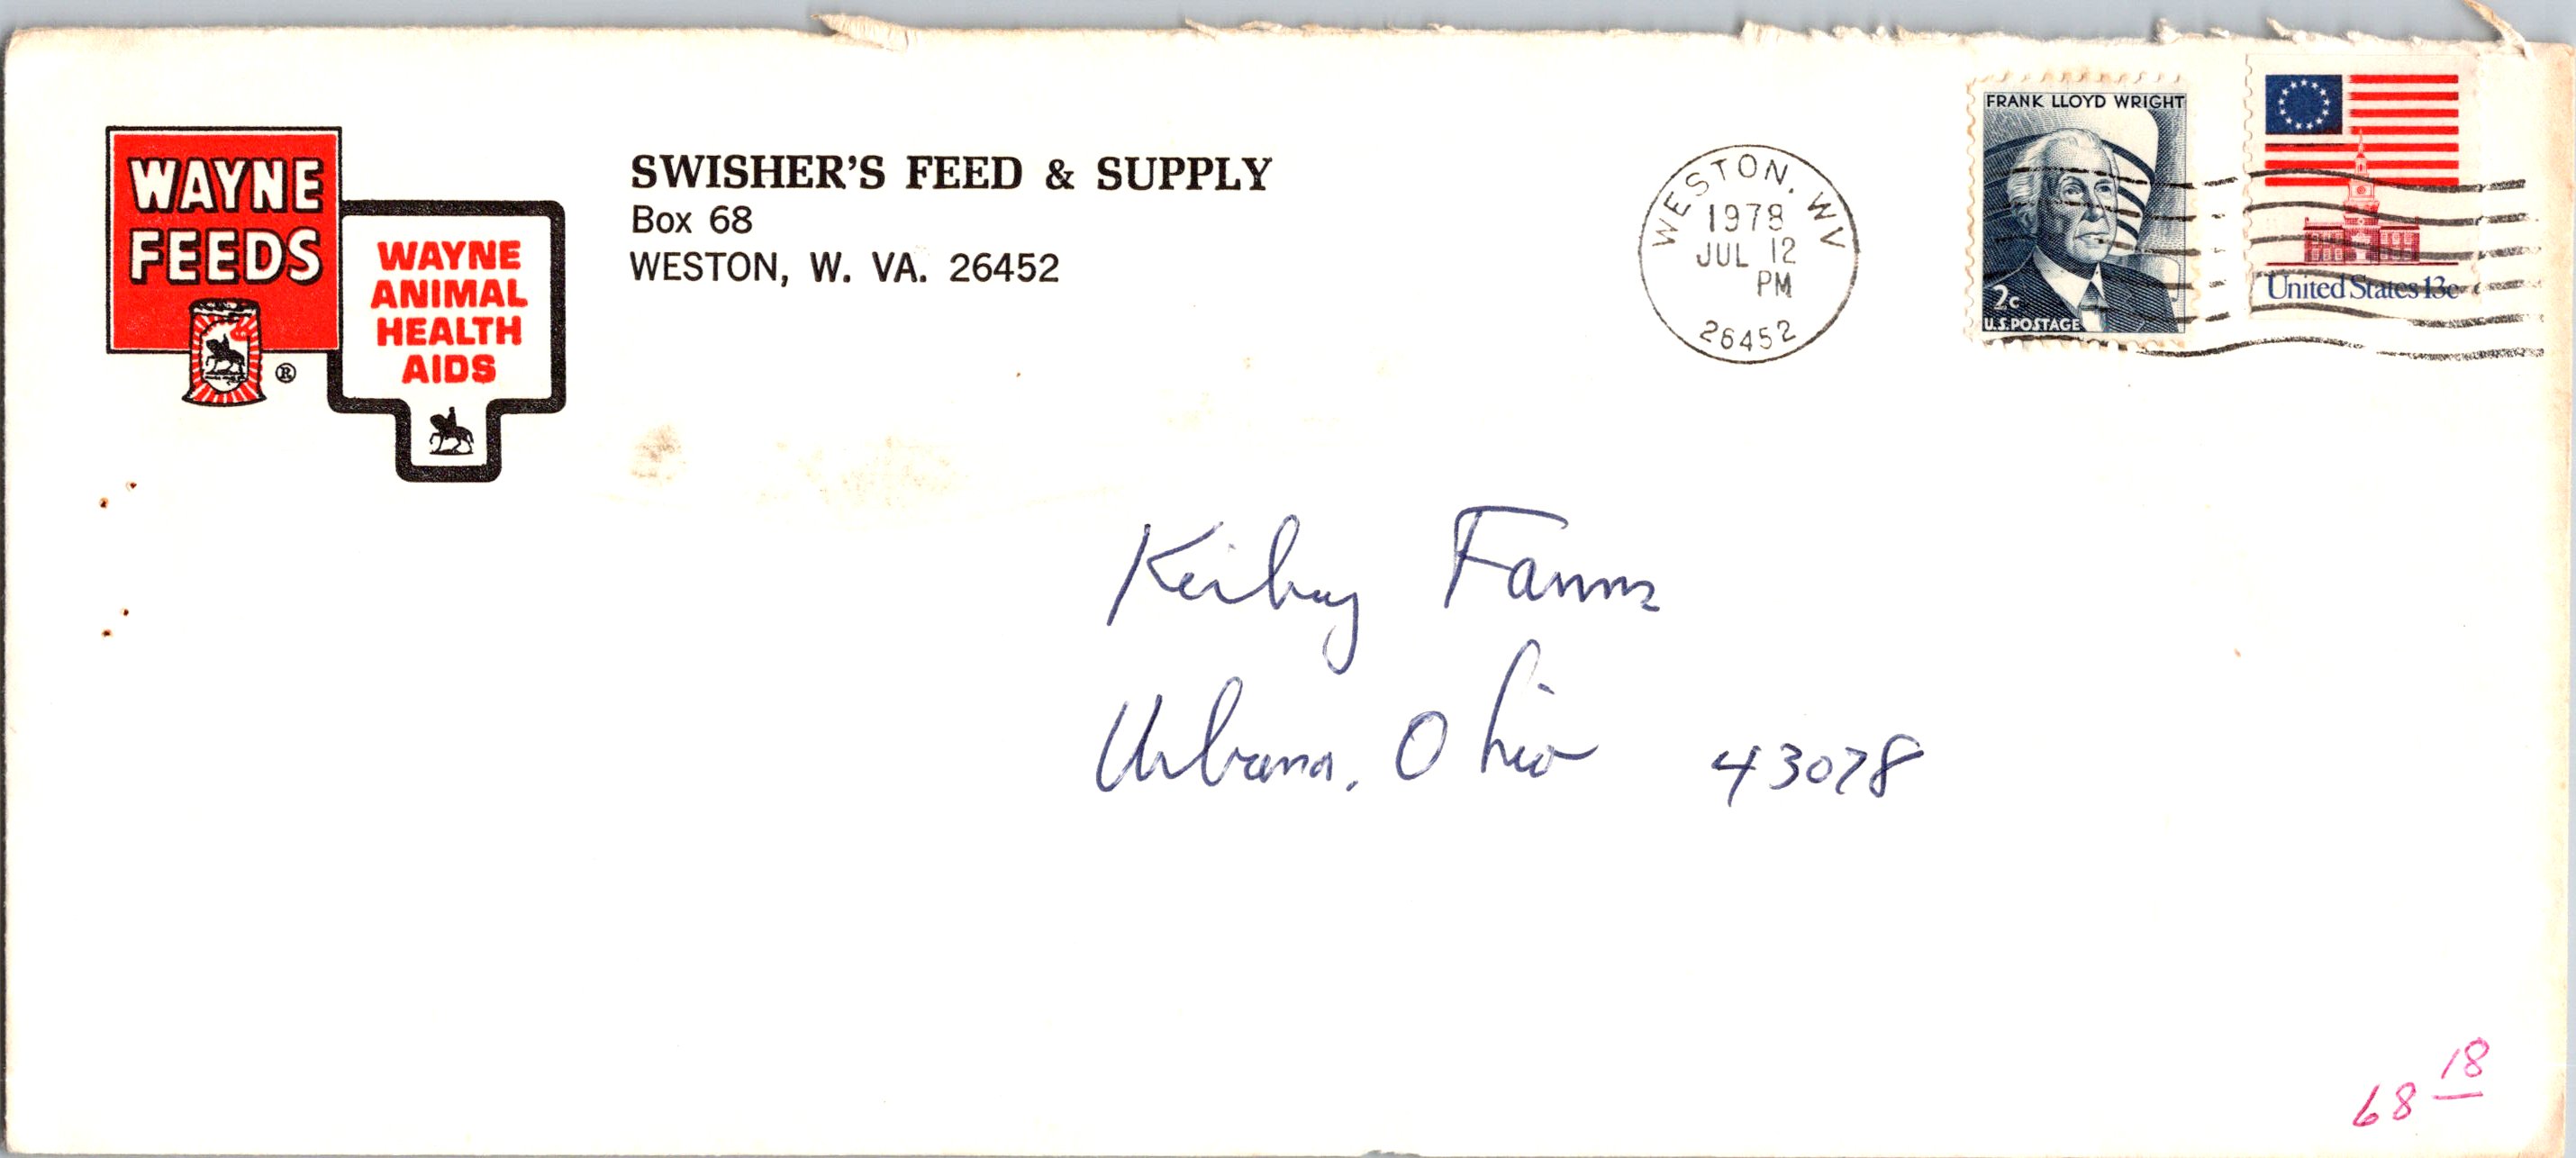 WAYNE
FEEDS
®
WAYNE
ANIMAL
HEALTH
AIDS
SWISHER'S FEED & SUPPLY
Box 68
WESTON, W. VA. 26452
WESTON, WV
1978
JUL 12
PM
26452
FRANK LLOYD WRIGHT
2c
U.S. POSTAGE
United States 13c
Kirby Farms
Urbana, Ohio 43078
68 18